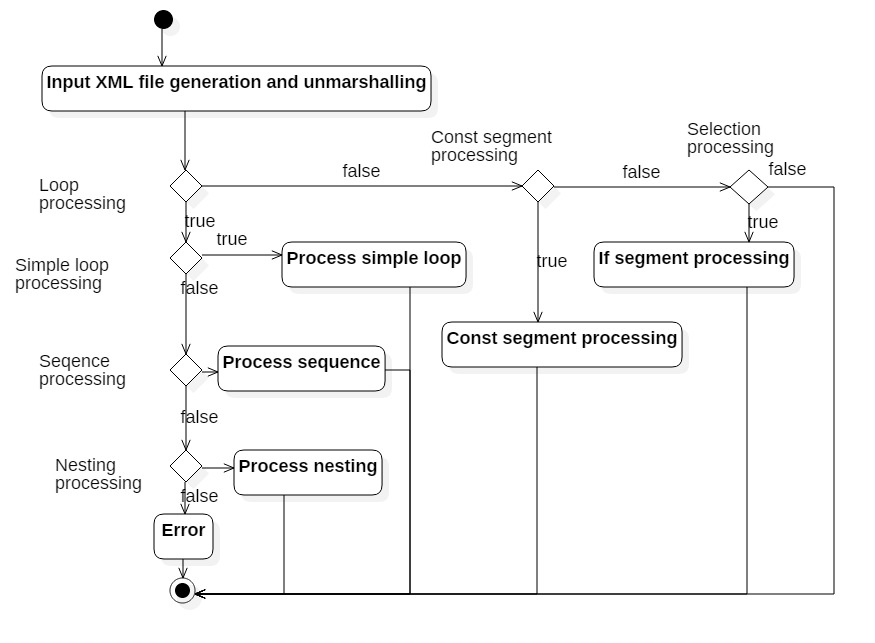 Input XML file generation and unmarshalling
Const segment
processing
Selection
processing
false
false
false
Loop
processing
true
true
true
Simple loop
processing
Process simple loop
If segment processing
true
false
Const segment processing
Seqence
processing
Process sequence
false
Nesting
processing
Process nesting
false
Error